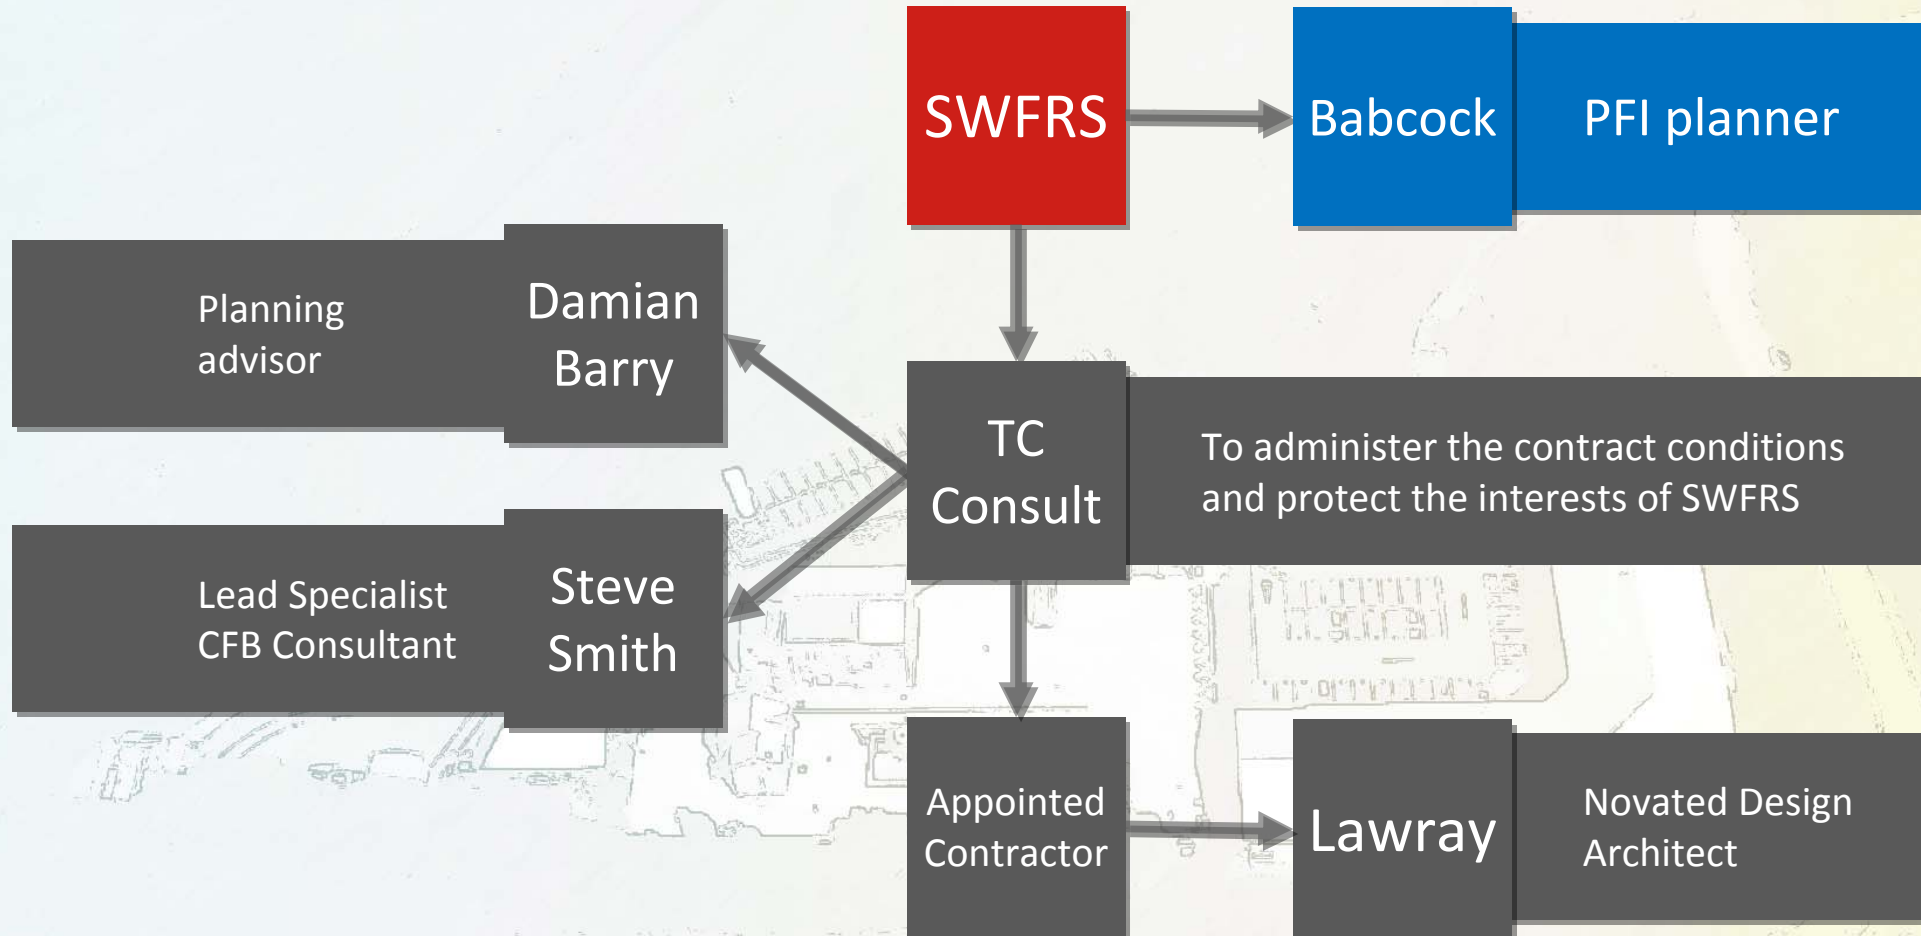 SWFRS
Babcock
PFI planner
Planning
advisor
Damian
Barry
TC
Consult
To administer the contract conditions
and protect the interests of SWFRS
Lead Specialist
CFB Consultant
Steve
Smith
Appointed
Contractor
Lawray
Novated Design
Architect